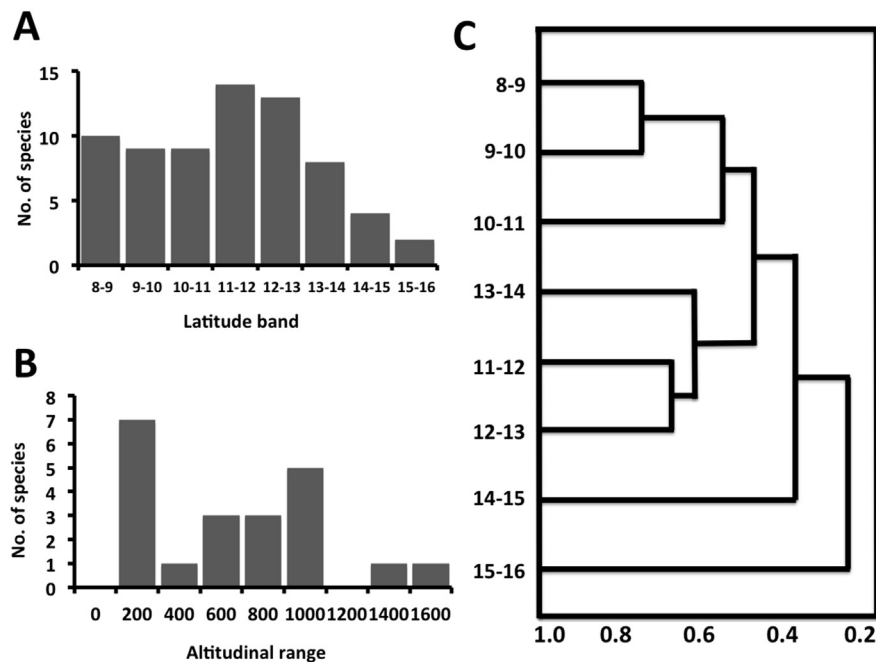 A
15
10
5
0
No. of species
8-9 9-10 10-11 11-12 12-13 13-14 14-15 15-16
Latitude band
B
8
7
6
5
4
3
2
1
0
No. of species
0 200 400 600 800 1000 1200 1400 1600
Altitudinal range
C
8-9
9-10
10-11
13-14
11-12
12-13
14-15
15-16
1.0 0.8 0.6 0.4 0.2